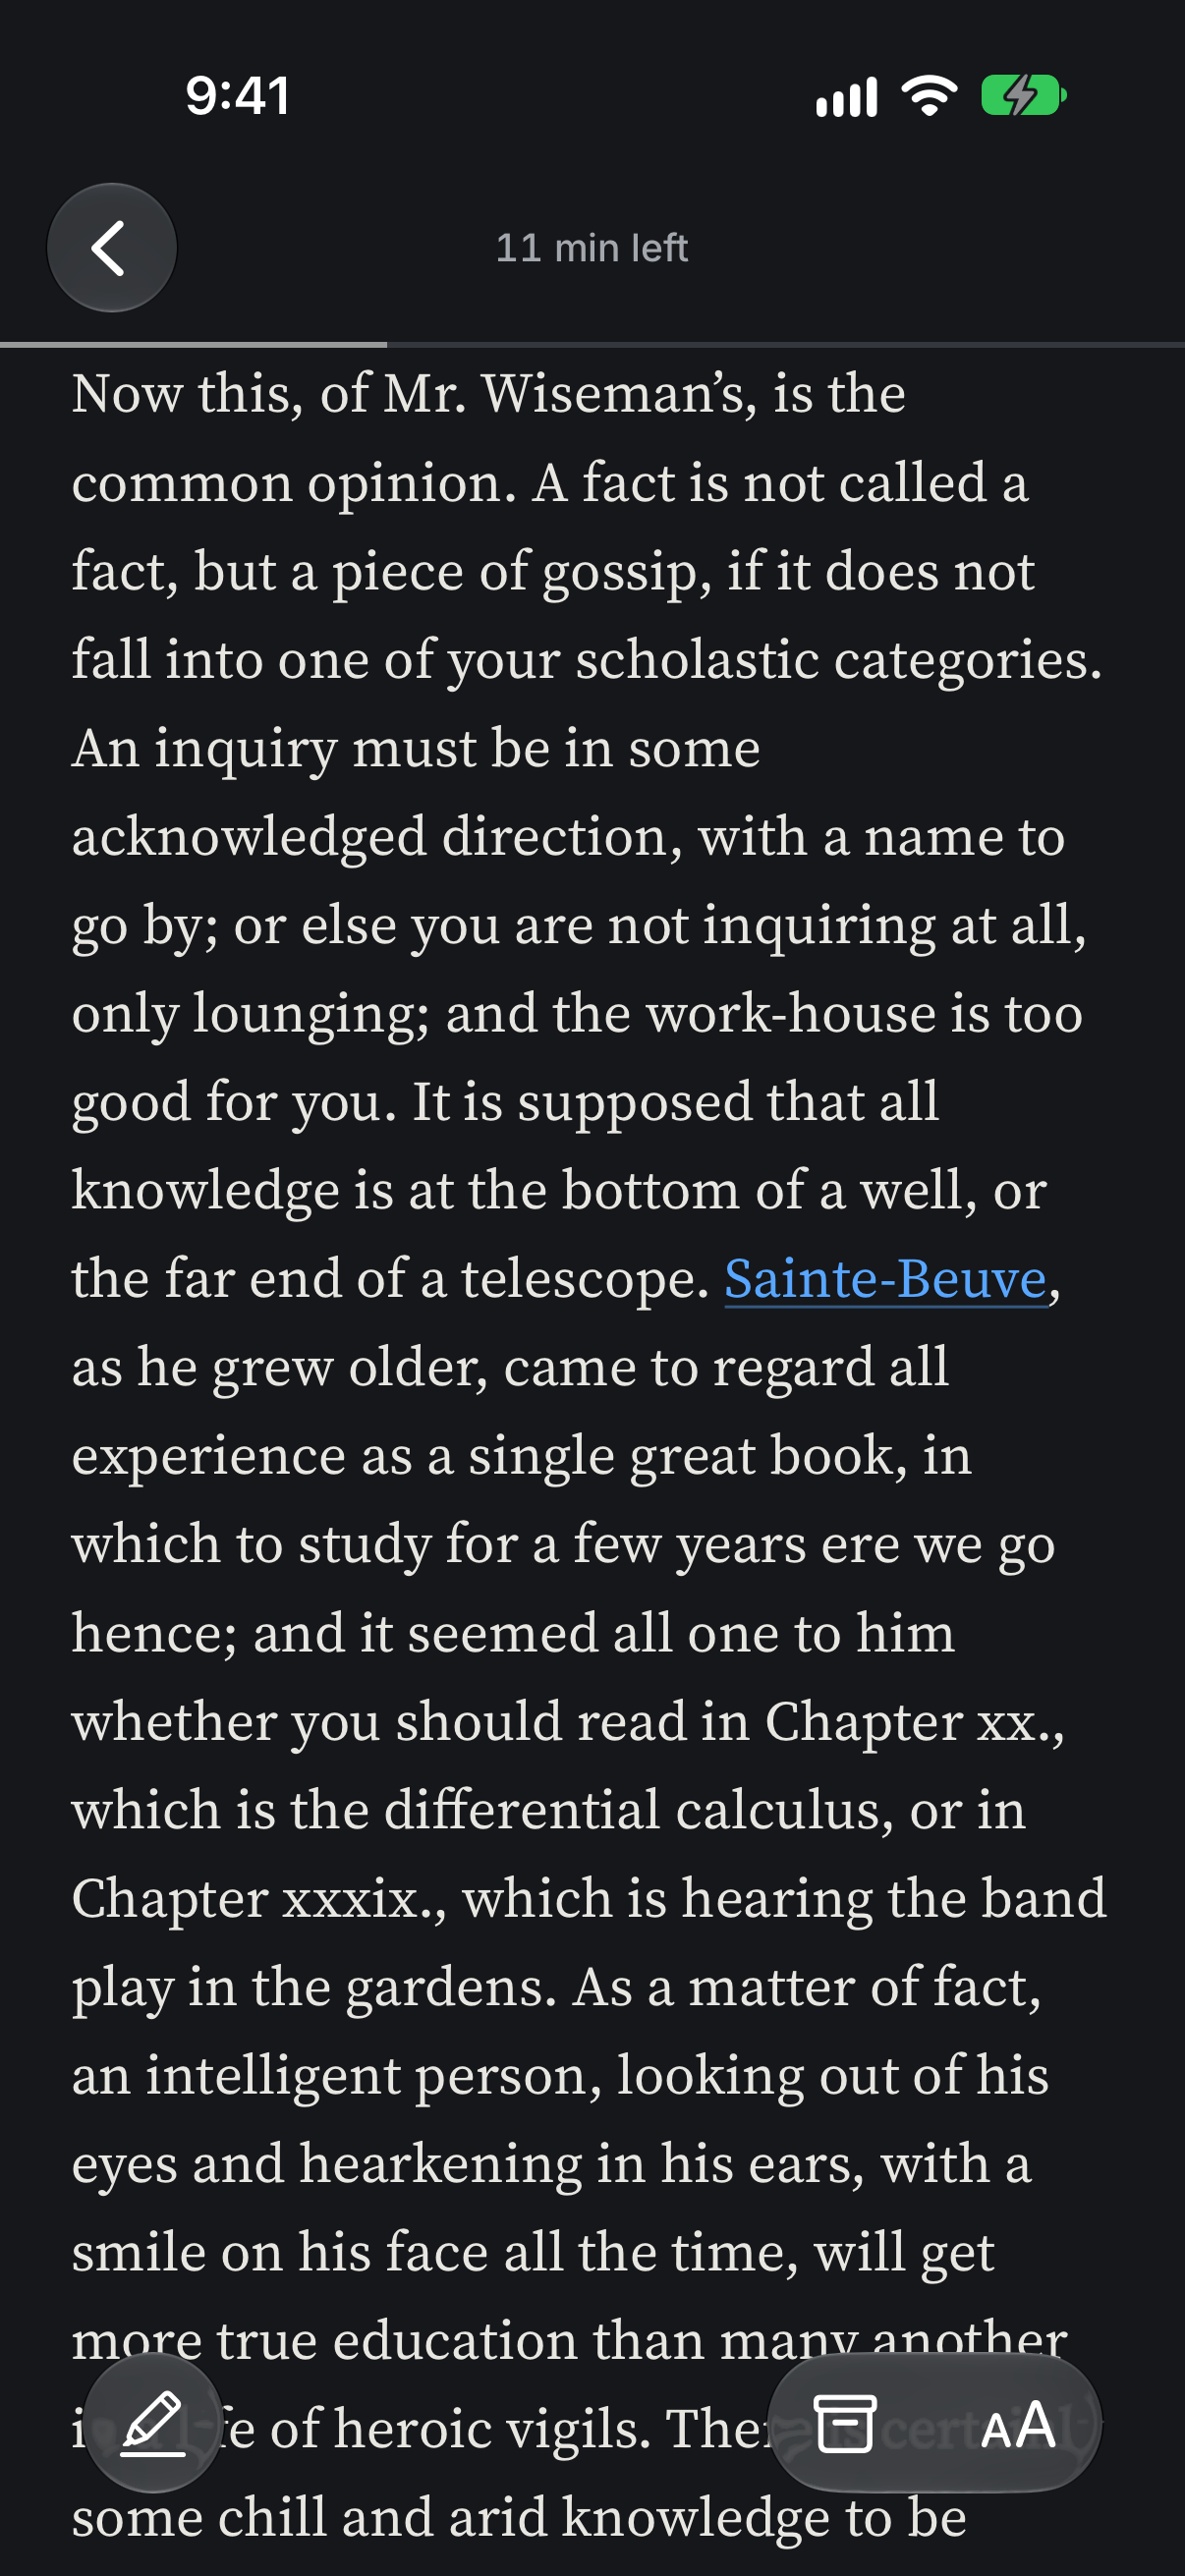 9:41
11 min left
Now this, of Mr. Wiseman’s, is the
common opinion. A fact is not called a
fact, but a piece of gossip, if it does not
fall into one of your scholastic categories.
An inquiry must be in some
acknowledged direction, with a name to
go by; or else you are not inquiring at all,
only lounging; and the work-house is too
good for you. It is supposed that all
knowledge is at the bottom of a well, or
the far end of a telescope. Sainte-Beuve,
as he grew older, came to regard all
experience as a single great book, in
which to study for a few years ere we go
hence; and it seemed all one to him
whether you should read in Chapter xx.,
which is the differential calculus, or in
Chapter xxxix., which is hearing the band
play in the gardens. As a matter of fact,
an intelligent person, looking out of his
eyes and hearkening in his ears, with a
smile on his face all the time, will get
more true education than many another
of heroic vigils.
AA
some chill and arid knowledge to be